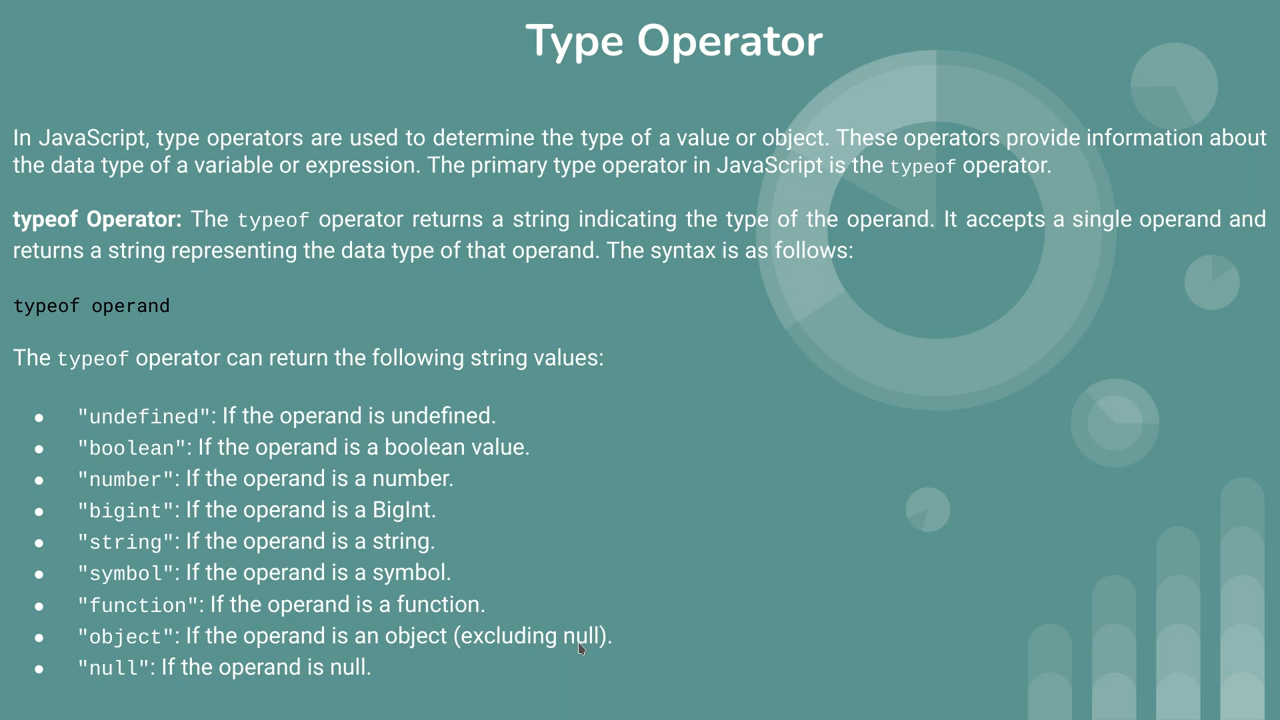 Type Operator
In JavaScript, type operators are used to determine the type of a value or object. These operators provide information about
the data type of a variable or expression. The primary type operator in JavaScript is the typeof operator.
typeof Operator: The typeof operator returns a string indicating the type of the operand. It accepts a single operand and
returns a string representing the data type of that operand. The syntax is as follows:
typeof operand
The typeof operator can return the following string values:
● "undefined": If the operand is undefined.
● "boolean": If the operand is a boolean value.
● "number": If the operand is a number.
● "bigint": If the operand is a BigInt.
● "string": If the operand is a string.
● "symbol": If the operand is a symbol.
● "function": If the operand is a function.
● "object": If the operand is an object (excluding null).
● "null": If the operand is null.